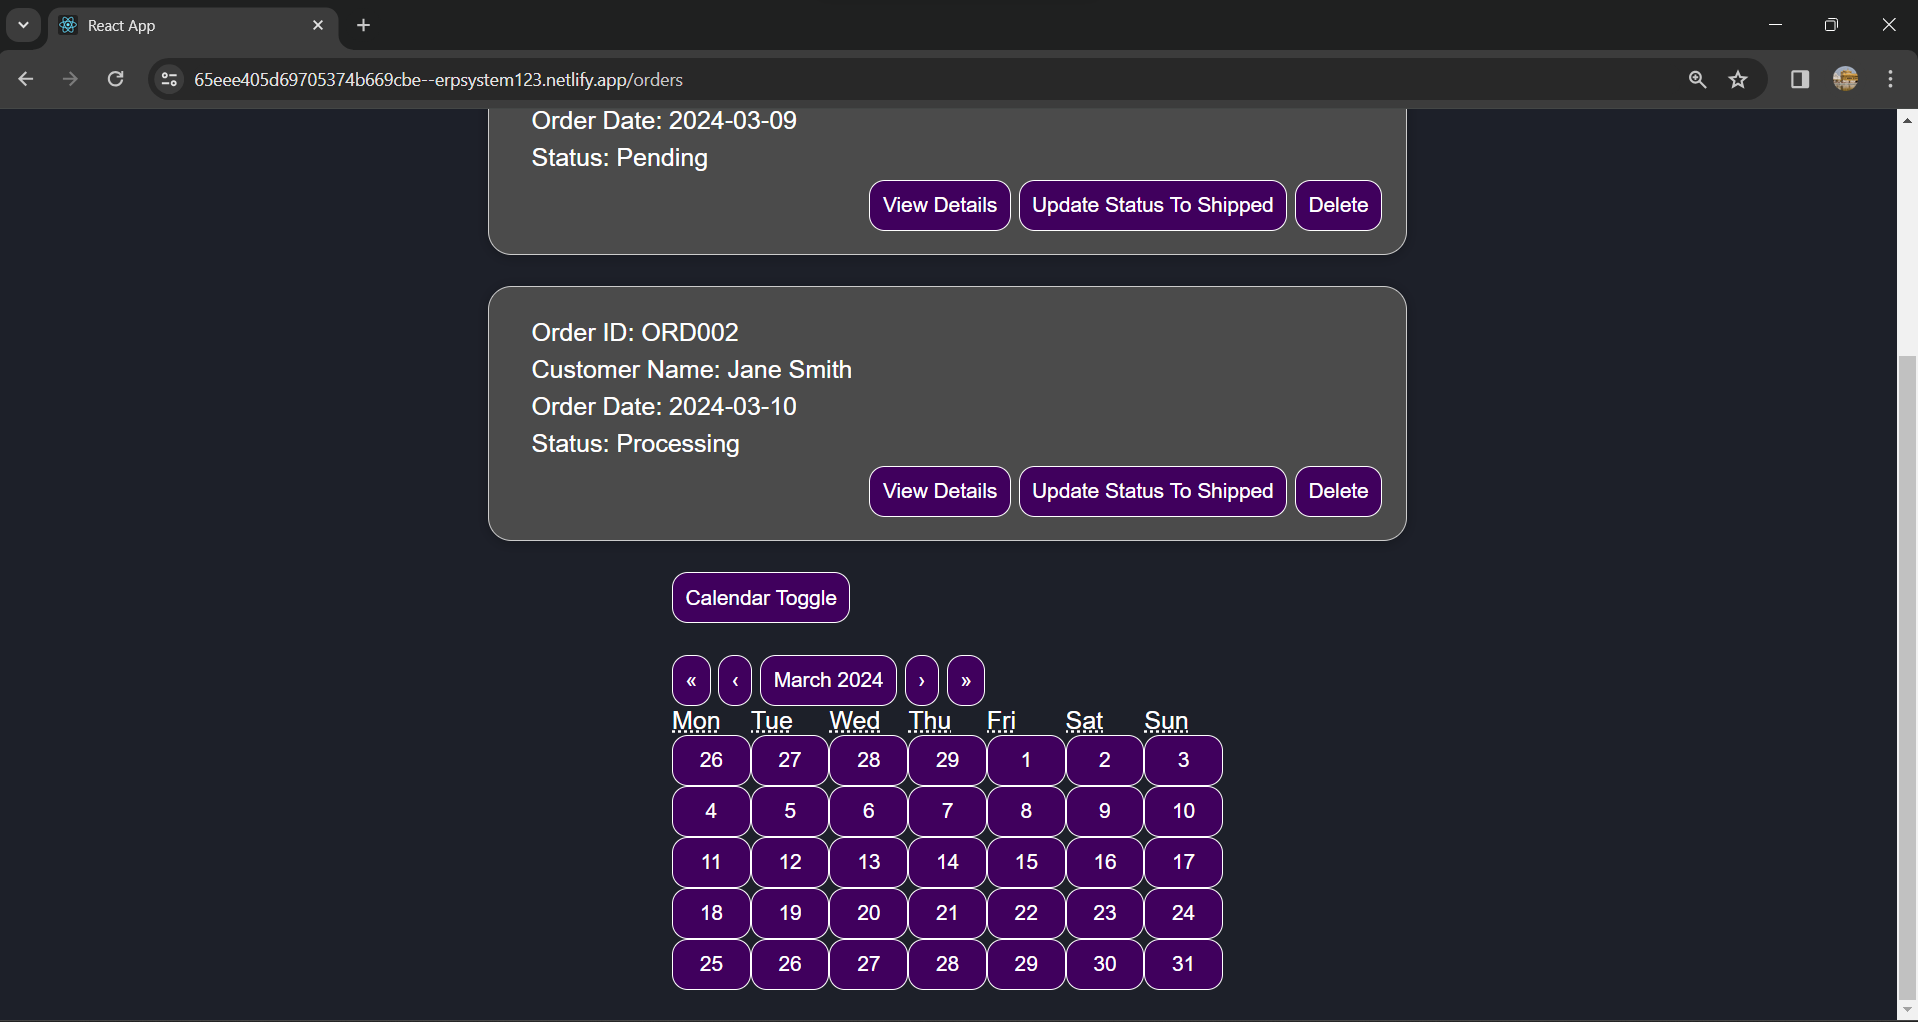 React App
65eee405d69705374b669cbe--erpsystem123.netlify.app/orders
Order Date: 2024-03-09
Status: Pending
View Details Update Status To Shipped Delete
Order ID: ORD002
Customer Name: Jane Smith
Order Date: 2024-03-10
Status: Processing
View Details Update Status To Shipped Delete
Calendar Toggle
« ‹ March 2024 › »
Mon Tue Wed Thu Fri Sat Sun
26 27 28 29 1 2 3
4 5 6 7 8 9 10
11 12 13 14 15 16 17
18 19 20 21 22 23 24
25 26 27 28 29 30 31